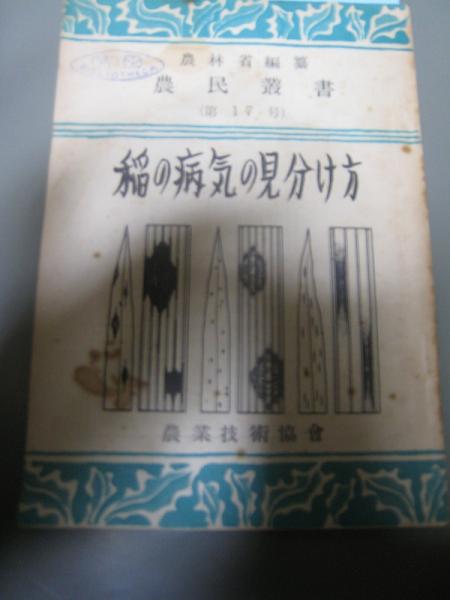 農林省編纂
農民叢書
(第17号)
稲の病気の見分け方
農業技術協會